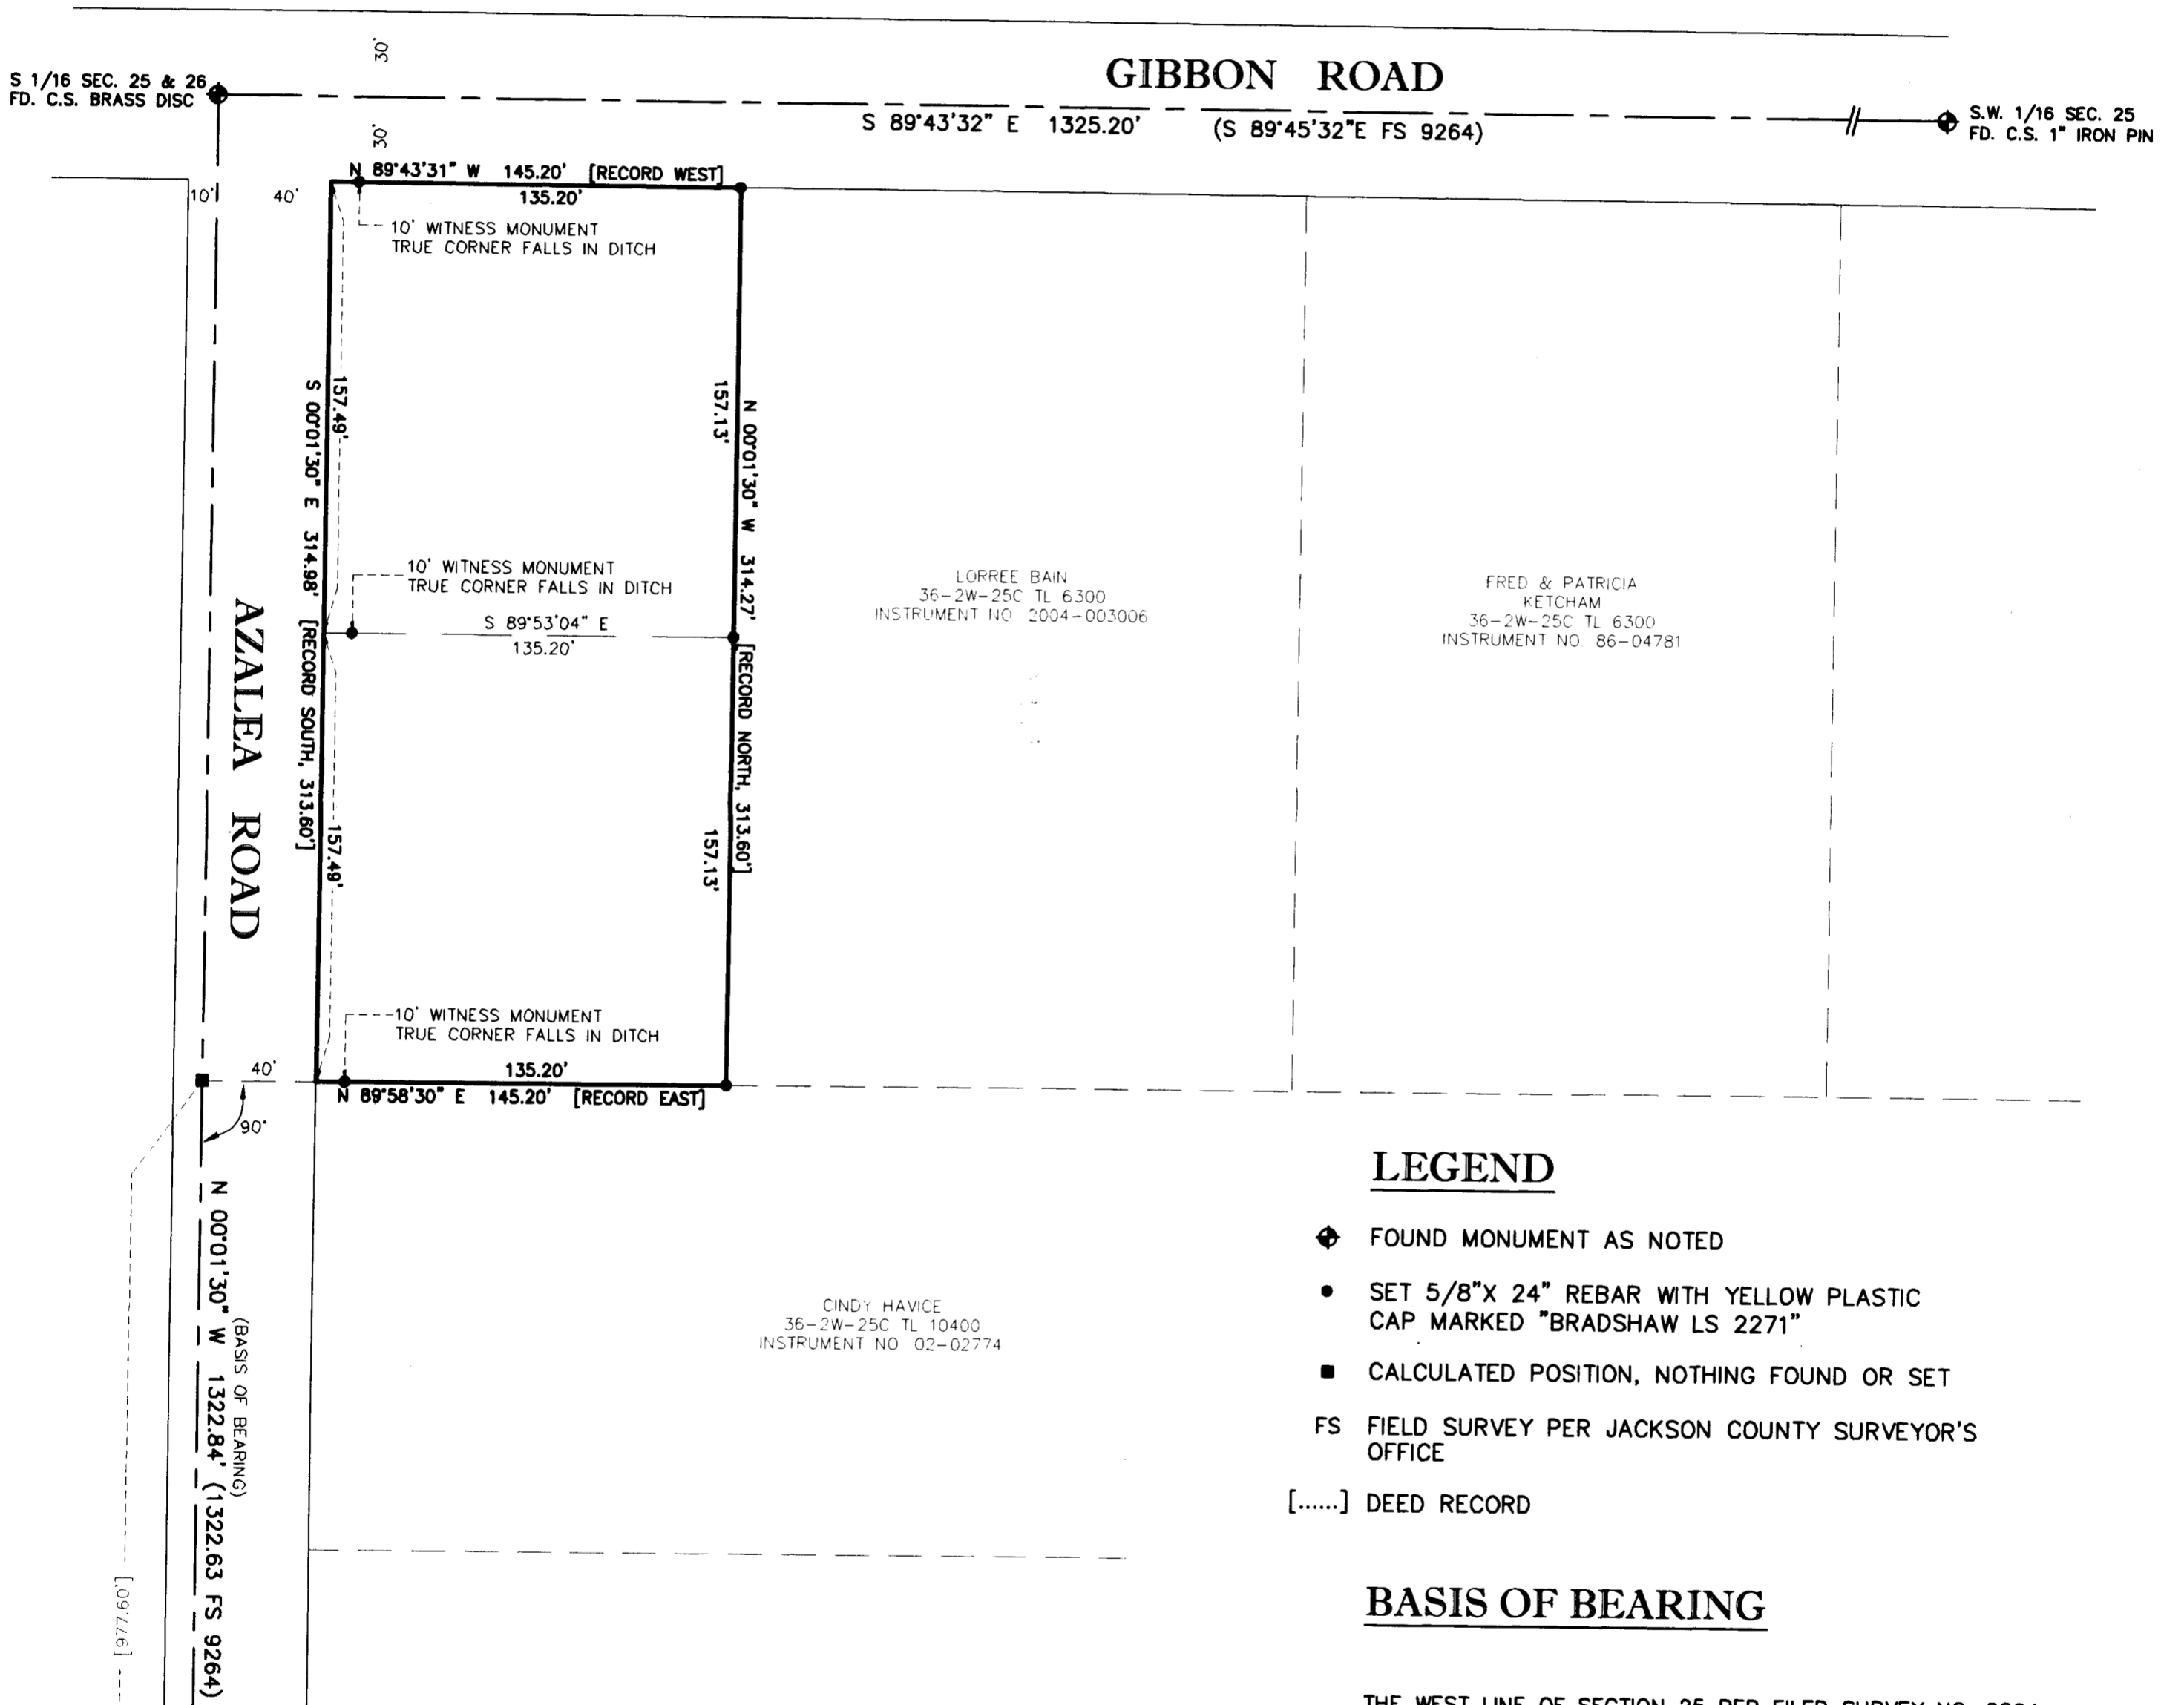 30'
GIBBON ROAD
S 1/16 SEC. 25 & 26
FD. C.S. BRASS DISC
S 89°43'32" E 1325.20' (S 89°45'32"E FS 9264)
S.W. 1/16 SEC. 25
FD. C.S. 1" IRON PIN
30'
N 89°43'31" W 145.20' [RECORD WEST]
135.20'
10'
40'
10' WITNESS MONUMENT
TRUE CORNER FALLS IN DITCH
S 00°01'30" E 314.98' [RECORD SOUTH, 313.60']
157.49'
157.13'
N 00°01'30" W 314.27' [RECORD NORTH, 313.60']
10' WITNESS MONUMENT
TRUE CORNER FALLS IN DITCH
S 89°53'04" E
135.20'
LORREE BAIN
36-2W-25C TL 6300
INSTRUMENT NO. 2004-003006
FRED & PATRICIA
KETCHAM
36-2W-25C TL 6300
INSTRUMENT NO 86-04781
AZALEA ROAD
157.49'
157.13'
10' WITNESS MONUMENT
TRUE CORNER FALLS IN DITCH
40'
135.20'
N 89°58'30" E 145.20' [RECORD EAST]
90°
N 00°01'30" W 1322.84' (1322.63 FS 9264)
(BASIS OF BEARING)
[977.60']
CINDY HAVICE
36-2W-25C TL 10400
INSTRUMENT NO 02-02774
LEGEND
FOUND MONUMENT AS NOTED
SET 5/8"X 24" REBAR WITH YELLOW PLASTIC
CAP MARKED "BRADSHAW LS 2271"
CALCULATED POSITION, NOTHING FOUND OR SET
FS FIELD SURVEY PER JACKSON COUNTY SURVEYOR'S
OFFICE
[......] DEED RECORD
BASIS OF BEARING
THE WEST LINE OF SECTION 25 PER FILED SURVEY NO.